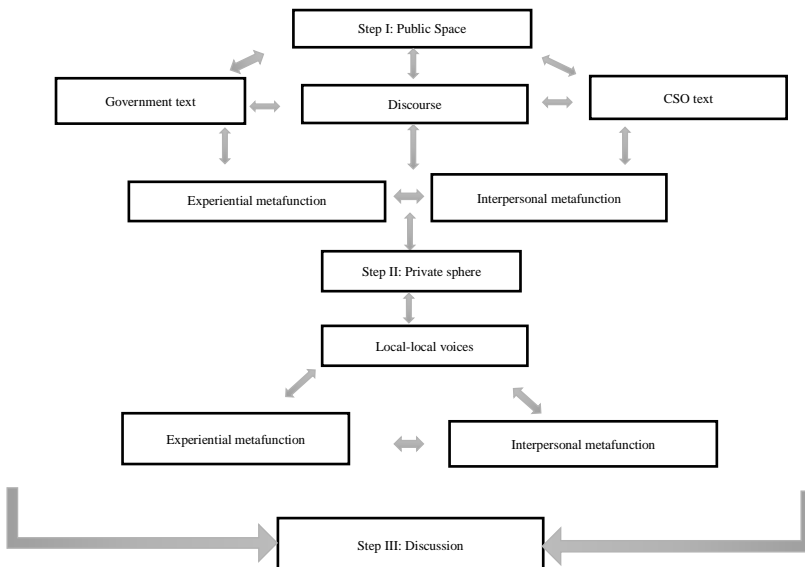 Step I: Public Space
Government text
Discourse
CSO text
Experiential metafunction
Interpersonal metafunction
Step II: Private sphere
Local-local voices
Experiential metafunction
Interpersonal metafunction
Step III: Discussion